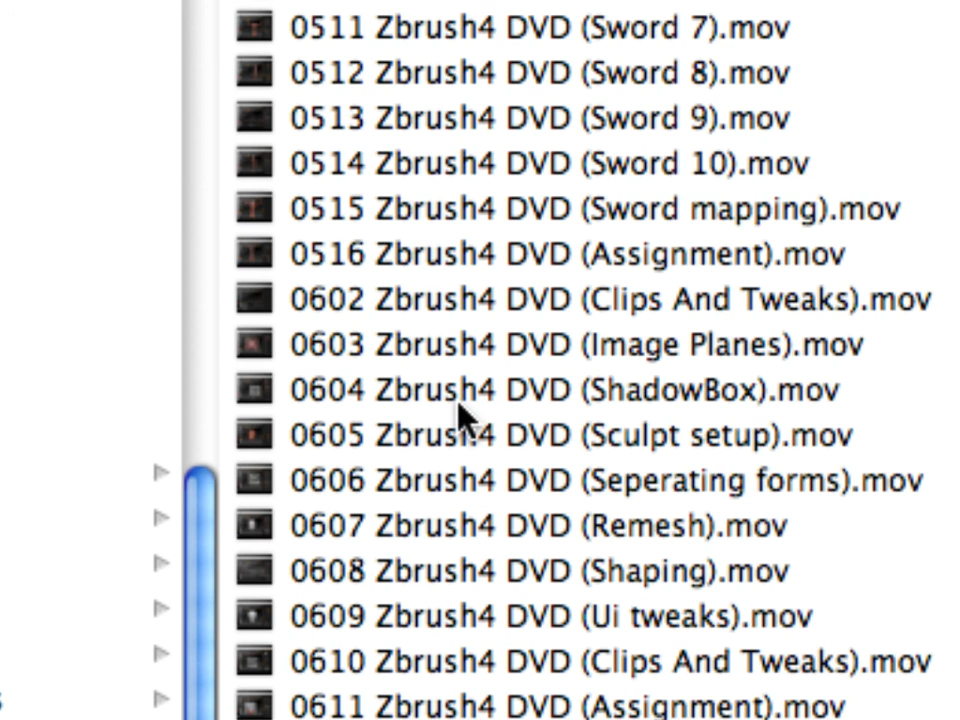 0511 Zbrush4 DVD (Sword 7).mov
0512 Zbrush4 DVD (Sword 8).mov
0513 Zbrush4 DVD (Sword 9).mov
0514 Zbrush4 DVD (Sword 10).mov
0515 Zbrush4 DVD (Sword mapping).mov
0516 Zbrush4 DVD (Assignment).mov
0602 Zbrush4 DVD (Clips And Tweaks).mov
0603 Zbrush4 DVD (Image Planes).mov
0604 Zbrush4 DVD (ShadowBox).mov
0605 Zbrush4 DVD (Sculpt setup).mov
0606 Zbrush4 DVD (Seperating forms).mov
0607 Zbrush4 DVD (Remesh).mov
0608 Zbrush4 DVD (Shaping).mov
0609 Zbrush4 DVD (Ui tweaks).mov
0610 Zbrush4 DVD (Clips And Tweaks).mov
0611 Zbrush4 DVD (Assignment).mov